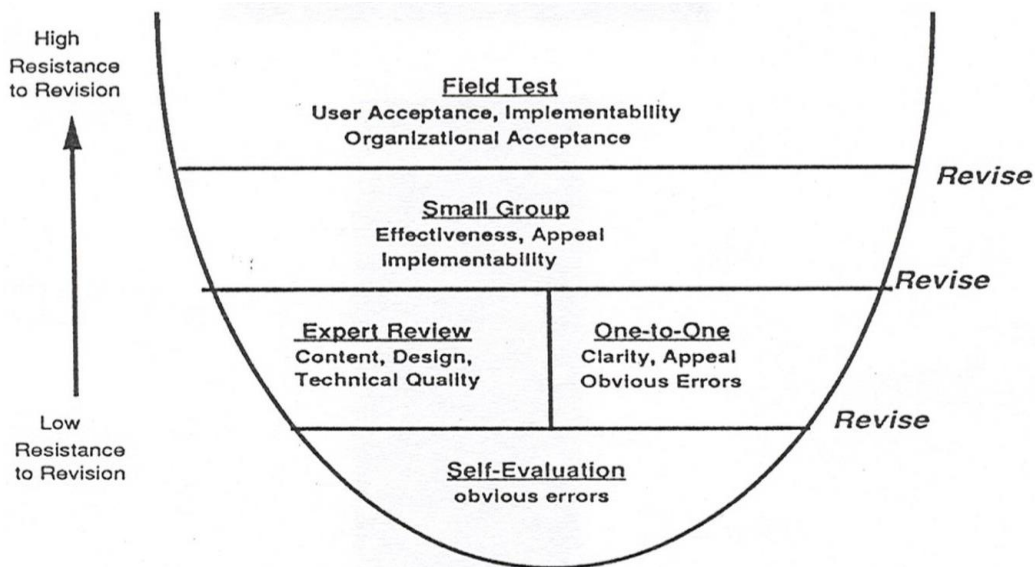 High
Resistance
to Revision
Field Test
User Acceptance, Implementability
Organizational Acceptance
Revise
Small Group
Effectiveness, Appeal
Implementability
Revise
Expert Review
Content, Design,
Technical Quality
One-to-One
Clarity, Appeal
Obvious Errors
Revise
Low
Resistance
to Revision
Self-Evaluation
obvious errors